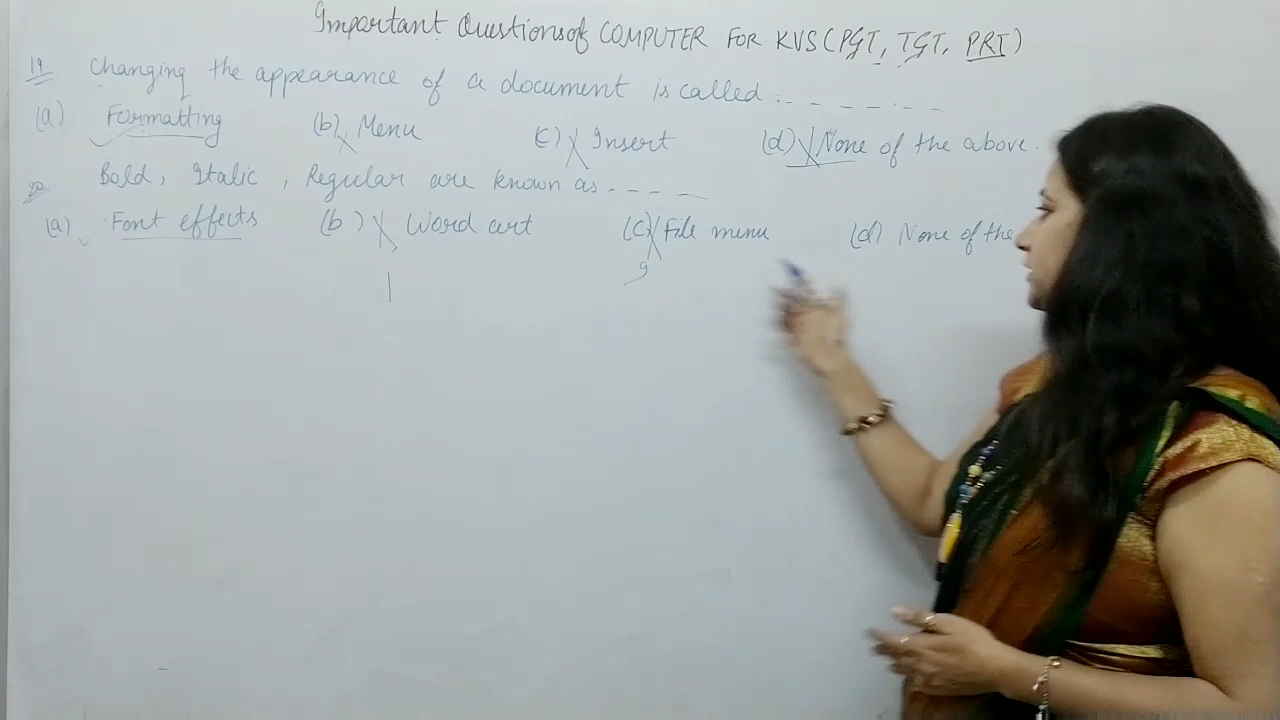 Important Questions of COMPUTER FOR KVS (PGT, TGT, PRT)
19 Changing the appearance of a document is called . - - - - - - -
(a) Formatting (b) Menu (c) Insert (d) None of the above.
20 Bold, Italic, Regular are known as - - - -
(a) Font effects (b) Word art (c) File menu (d) None of the